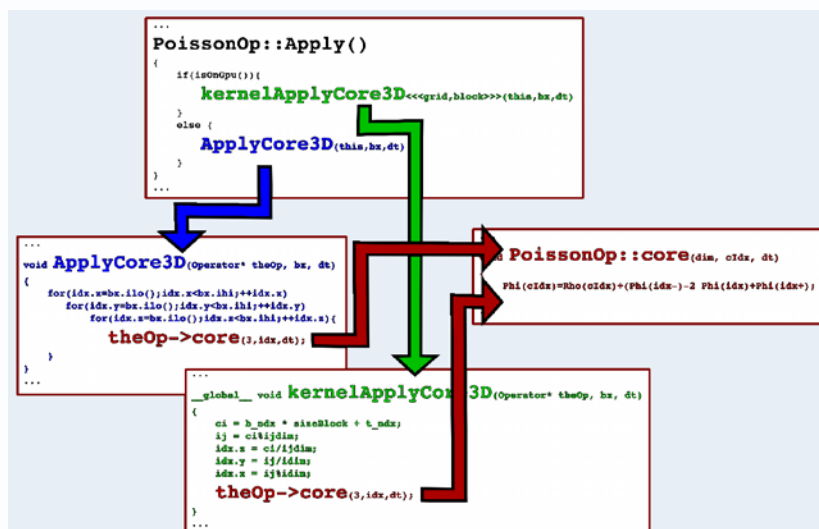 ...
PoissonOp::Apply()
{
if(isOnGpu()){
kernelApplyCore3D<<<grid,block>>>(this,bx,dt)
}
else {
ApplyCore3D(this,bx,dt)
}
}
...
...
void ApplyCore3D(Operator* theOp, bx, dt)
{
for(idx.x=bx.ilo();idx.x<bx.ihi;++idx.x)
for(idx.y=bx.ilo();idx.y<bx.ihi;++idx.y)
for(idx.z=bx.ilo();idx.z<bx.ihi;++idx.z){
theOp->core(3,idx,dt);
}
}
...
PoissonOp::core(dim, cIdx, dt)
Phi(cIdx)=Rho(cIdx)+(Phi(idx-)-2 Phi(idx)+Phi(idx+);
...
__global__ void kernelApplyCore3D(Operator* theOp, bx, dt)
{
ci = b_ndx * sizeBlock + t_ndx;
ij = ci%ijdim;
idx.z = ci/ijdim;
idx.y = ij/idim;
idx.x = ij%idim;
theOp->core(3,idx,dt);
}
...